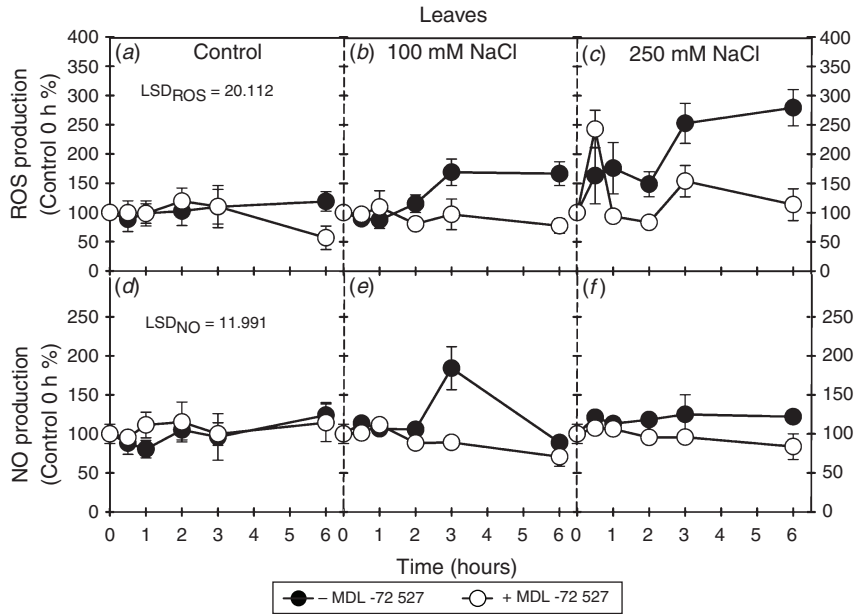 Leaves
(a) Control (b) 100 mM NaCl (c) 250 mM NaCl
LSD_ROS = 20.112
ROS production
(Control 0 h %)
400
350
300
250
200
150
100
50
0
400
350
300
250
200
150
100
50
0
(d) (e) (f)
LSD_NO = 11.991
NO production
(Control 0 h %)
250
200
150
100
50
0
250
200
150
100
50
0
0 1 2 3 4 5 6 0 1 2 3 4 5 6 0 1 2 3 4 5 6
Time (hours)
– MDL -72 527 + MDL -72 527